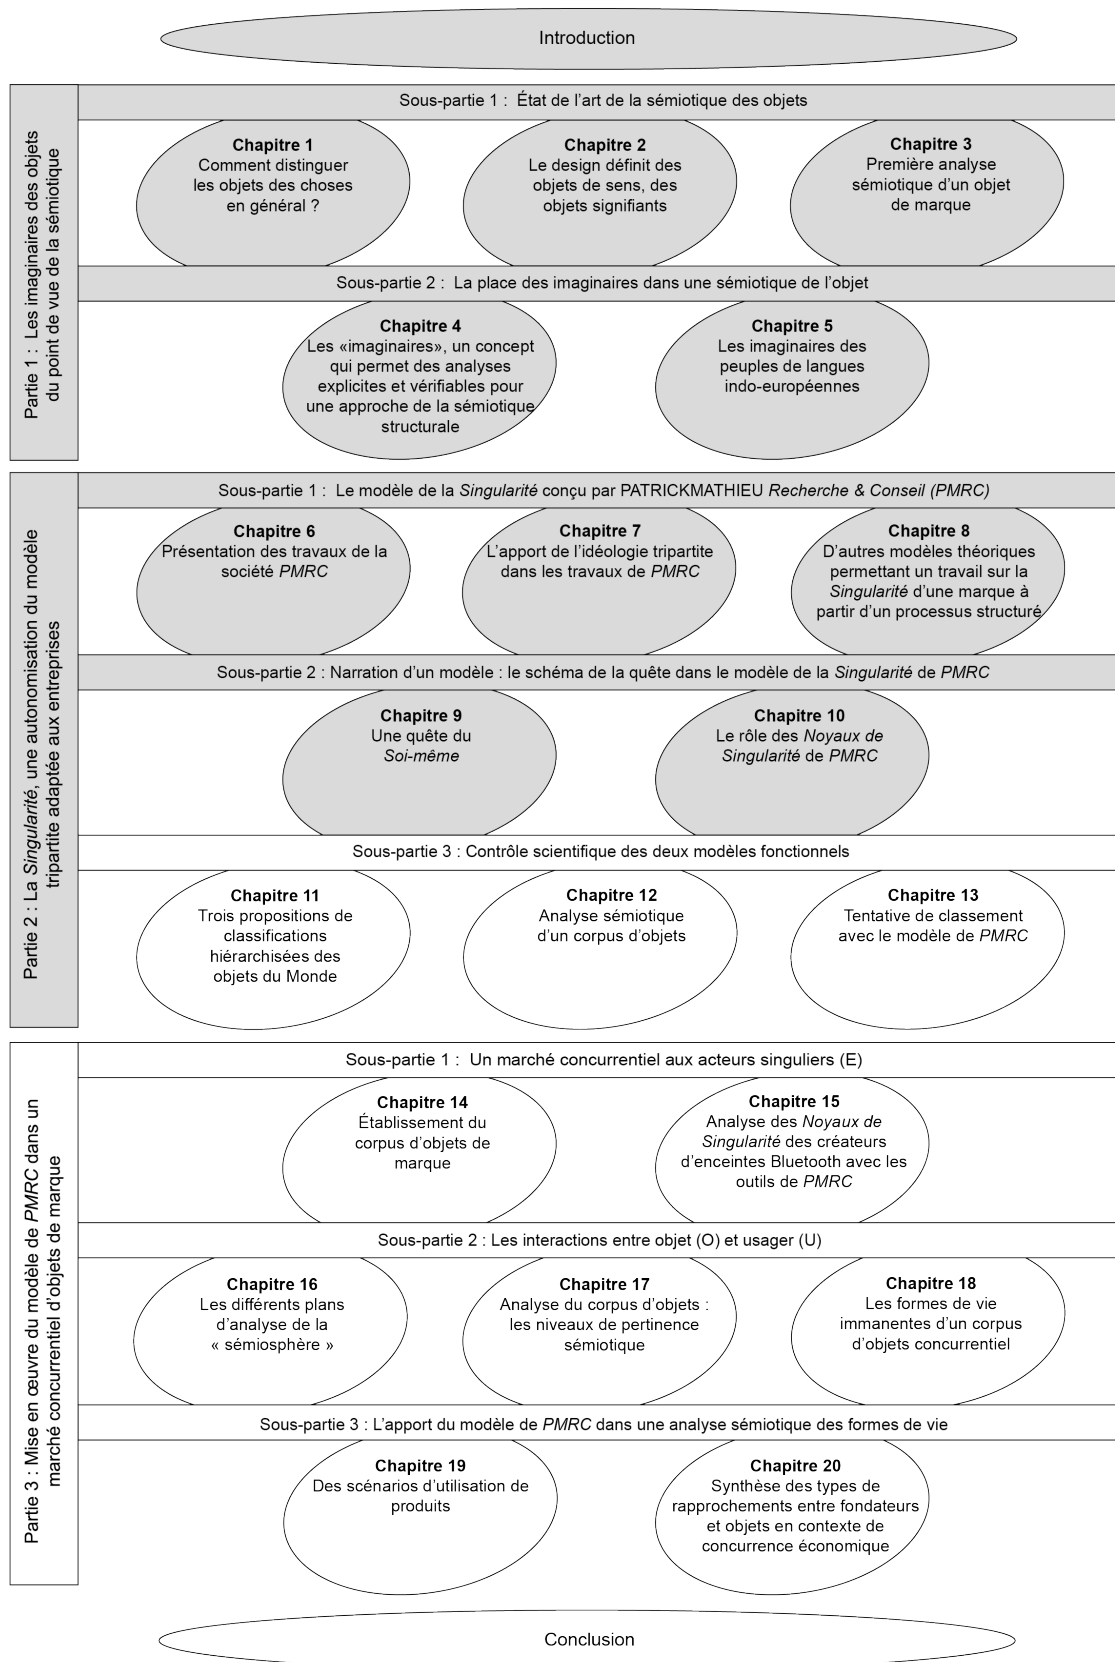 Introduction
Partie 1 : Les imaginaires des objets
du point de vue de la sémiotique
Sous-partie 1 : État de l’art de la sémiotique des objets
Chapitre 1
Comment distinguer
les objets des choses
en général ?
Chapitre 2
Le design définit des
objets de sens, des
objets signifiants
Chapitre 3
Première analyse
sémiotique d’un objet
de marque
Sous-partie 2 : La place des imaginaires dans une sémiotique de l’objet
Chapitre 4
Les «imaginaires», un concept
qui permet des analyses
explicites et vérifiables pour
une approche de la sémiotique
structurale
Chapitre 5
Les imaginaires des
peuples de langues
indo-européennes
Partie 2 : La Singularité, une autonomisation du modèle
tripartite adaptée aux entreprises
Sous-partie 1 : Le modèle de la Singularité conçu par PATRICKMATHIEU Recherche & Conseil (PMRC)
Chapitre 6
Présentation des travaux de la
société PMRC
Chapitre 7
L’apport de l’idéologie tripartite
dans les travaux de PMRC
Chapitre 8
D’autres modèles théoriques
permettant un travail sur la
Singularité d’une marque à
partir d’un processus structuré
Sous-partie 2 : Narration d’un modèle : le schéma de la quête dans le modèle de la Singularité de PMRC
Chapitre 9
Une quête du
Soi-même
Chapitre 10
Le rôle des Noyaux de
Singularité de PMRC
Sous-partie 3 : Contrôle scientifique des deux modèles fonctionnels
Chapitre 11
Trois propositions de
classifications
hiérarchisées des
objets du Monde
Chapitre 12
Analyse sémiotique
d’un corpus d’objets
Chapitre 13
Tentative de classement
avec le modèle de PMRC
Partie 3 : Mise en œuvre du modèle de PMRC dans un
marché concurrentiel d’objets de marque
Sous-partie 1 : Un marché concurrentiel aux acteurs singuliers (E)
Chapitre 14
Établissement du
corpus d’objets de
marque
Chapitre 15
Analyse des Noyaux de
Singularité des créateurs
d’enceintes Bluetooth avec les
outils de PMRC
Sous-partie 2 : Les interactions entre objet (O) et usager (U)
Chapitre 16
Les différents plans
d’analyse de la
« sémiosphère »
Chapitre 17
Analyse du corpus d’objets :
les niveaux de pertinence
sémiotique
Chapitre 18
Les formes de vie
immanentes d’un corpus
d’objets concurrentiel
Sous-partie 3 : L’apport du modèle de PMRC dans une analyse sémiotique des formes de vie
Chapitre 19
Des scénarios d’utilisation de
produits
Chapitre 20
Synthèse des types de
rapprochements entre fondateurs
et objets en contexte de
concurrence économique
Conclusion